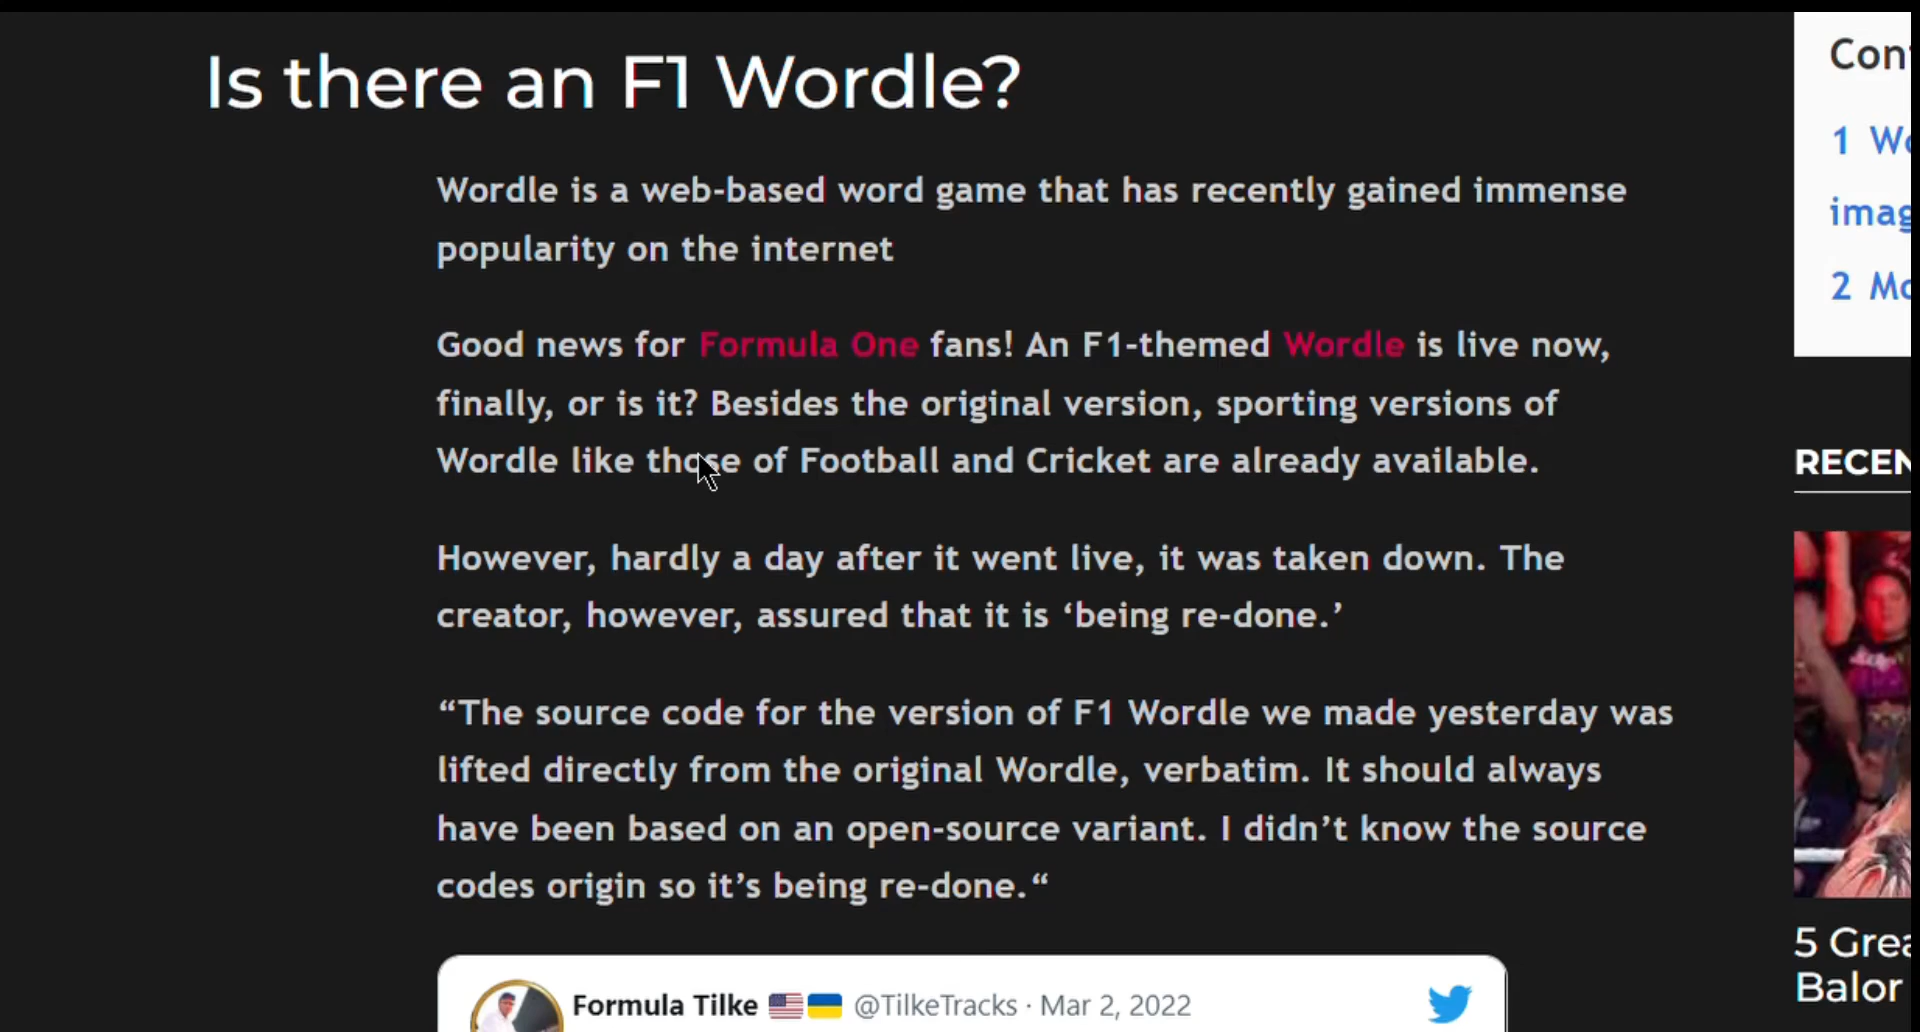 Is there an F1 Wordle?
Wordle is a web-based word game that has recently gained immense
popularity on the internet
Good news for Formula One fans! An F1-themed Wordle is live now,
finally, or is it? Besides the original version, sporting versions of
Wordle like those of Football and Cricket are already available.
However, hardly a day after it went live, it was taken down. The
creator, however, assured that it is ‘being re-done.’
“The source code for the version of F1 Wordle we made yesterday was
lifted directly from the original Wordle, verbatim. It should always
have been based on an open-source variant. I didn’t know the source
codes origin so it’s being re-done.“
Formula Tilke @TilkeTracks · Mar 2, 2022
Con
1 Wo
imag
2 Mo
RECEN
5 Grea
Balor